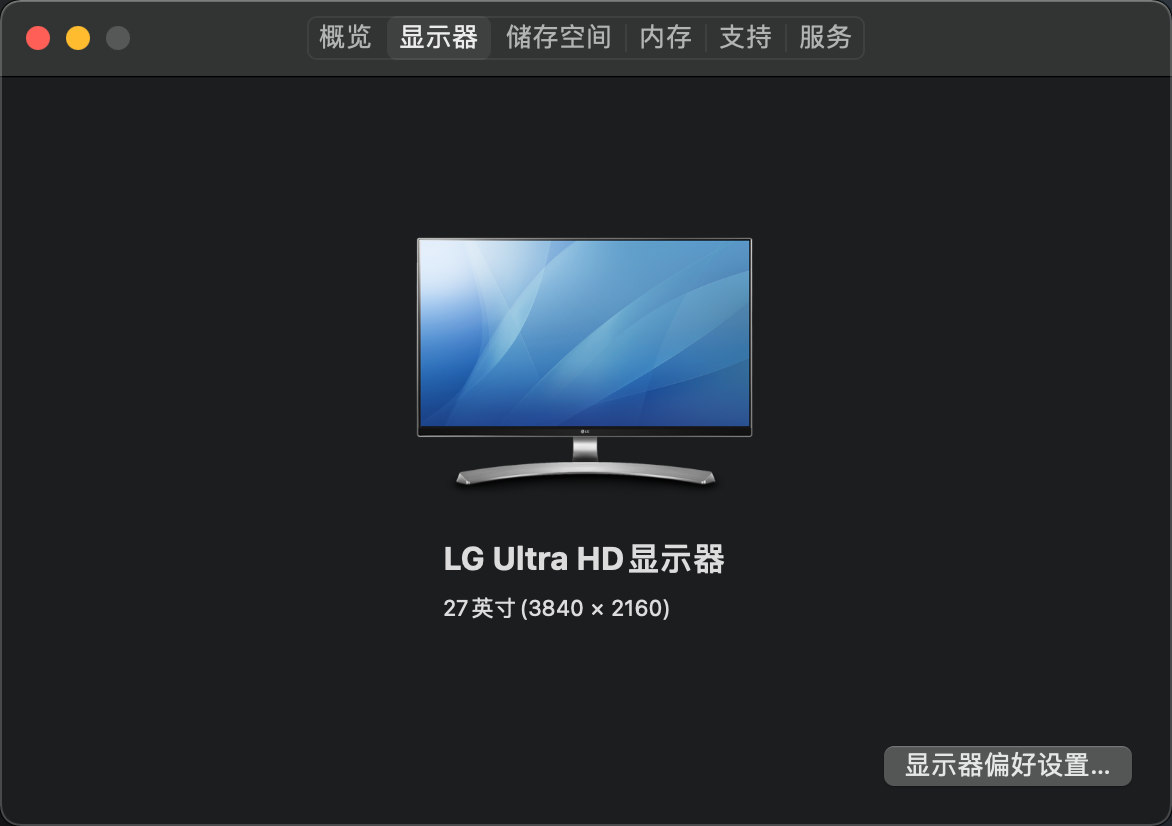 概览 显示器 储存空间 内存 支持 服务
LG Ultra HD显示器
27英寸 (3840 × 2160)
显示器偏好设置...